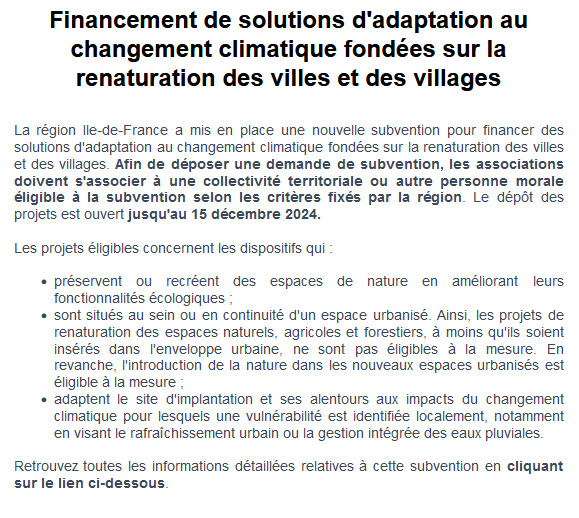 Financement de solutions d'adaptation au
changement climatique fondées sur la
renaturation des villes et des villages
La région Ile-de-France a mis en place une nouvelle subvention pour financer des
solutions d'adaptation au changement climatique fondées sur la renaturation des villes
et des villages. Afin de déposer une demande de subvention, les associations
doivent s'associer à une collectivité territoriale ou autre personne morale
éligible à la subvention selon les critères fixés par la région. Le dépôt des
projets est ouvert jusqu'au 15 décembre 2024.
Les projets éligibles concernent les dispositifs qui :
• préservent ou recréent des espaces de nature en améliorant leurs
fonctionnalités écologiques ;
• sont situés au sein ou en continuité d'un espace urbanisé. Ainsi, les projets de
renaturation des espaces naturels, agricoles et forestiers, à moins qu'ils soient
insérés dans l'enveloppe urbaine, ne sont pas éligibles à la mesure. En
revanche, l'introduction de la nature dans les nouveaux espaces urbanisés est
éligible à la mesure ;
• adaptent le site d'implantation et ses alentours aux impacts du changement
climatique pour lesquels une vulnérabilité est identifiée localement, notamment
en visant le rafraîchissement urbain ou la gestion intégrée des eaux pluviales.
Retrouvez toutes les informations détaillées relatives à cette subvention en cliquant
sur le lien ci-dessous.